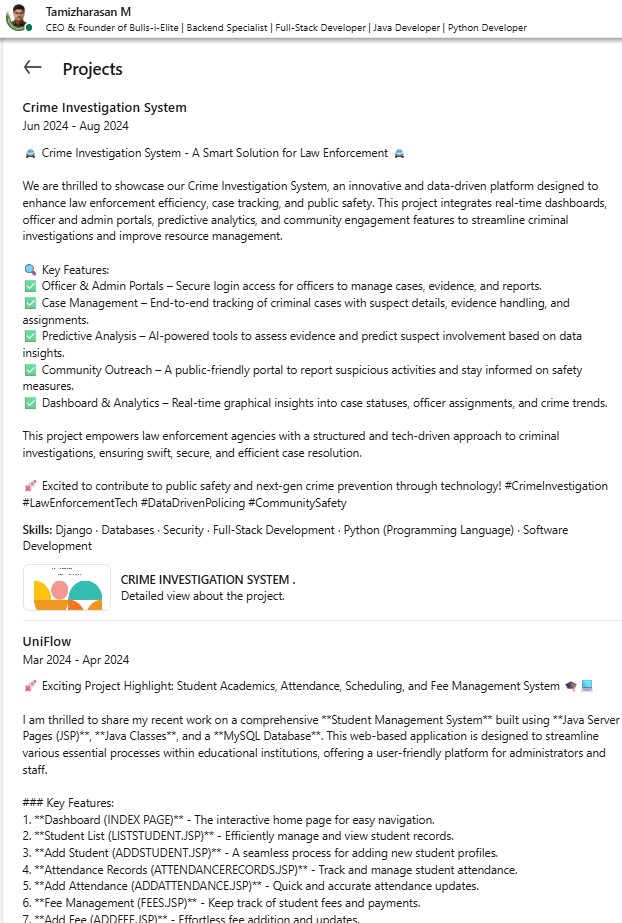 Tamizharasan M
CEO & Founder of Bulls-i-Elite | Backend Specialist | Full-Stack Developer | Java Developer | Python Developer
← Projects
Crime Investigation System
Jun 2024 - Aug 2024
🚔 Crime Investigation System - A Smart Solution for Law Enforcement 🚔
We are thrilled to showcase our Crime Investigation System, an innovative and data-driven platform designed to
enhance law enforcement efficiency, case tracking, and public safety. This project integrates real-time dashboards,
officer and admin portals, predictive analytics, and community engagement features to streamline criminal
investigations and improve resource management.
🔍 Key Features:
✅ Officer & Admin Portals – Secure login access for officers to manage cases, evidence, and reports.
✅ Case Management – End-to-end tracking of criminal cases with suspect details, evidence handling, and
assignments.
✅ Predictive Analysis – AI-powered tools to assess evidence and predict suspect involvement based on data
insights.
✅ Community Outreach – A public-friendly portal to report suspicious activities and stay informed on safety
measures.
✅ Dashboard & Analytics – Real-time graphical insights into case statuses, officer assignments, and crime trends.
This project empowers law enforcement agencies with a structured and tech-driven approach to criminal
investigations, ensuring swift, secure, and efficient case resolution.
🚀 Excited to contribute to public safety and next-gen crime prevention through technology! #CrimeInvestigation
#LawEnforcementTech #DataDrivenPolicing #CommunitySafety
Skills: Django · Databases · Security · Full-Stack Development · Python (Programming Language) · Software
Development
CRIME INVESTIGATION SYSTEM .
Detailed view about the project.
UniFlow
Mar 2024 - Apr 2024
🚀 Exciting Project Highlight: Student Academics, Attendance, Scheduling, and Fee Management System 🎓 💻
I am thrilled to share my recent work on a comprehensive **Student Management System** built using **Java Server
Pages (JSP)**, **Java Classes**, and a **MySQL Database**. This web-based application is designed to streamline
various essential processes within educational institutions, offering a user-friendly platform for administrators and
staff.
### Key Features:
1. **Dashboard (INDEX PAGE)** - The interactive home page for easy navigation.
2. **Student List (LISTSTUDENT.JSP)** - Efficiently manage and view student records.
3. **Add Student (ADDSTUDENT.JSP)** - A seamless process for adding new student profiles.
4. **Attendance Records (ATTENDANCERECORDS.JSP)** - Track and manage student attendance.
5. **Add Attendance (ADDATTENDANCE.JSP)** - Quick and accurate attendance updates.
6. **Fee Management (FEES.JSP)** - Keep track of student fees and payments.
7. **Add Fee (ADDFEE.JSP)** - Effortless fee addition and updates.